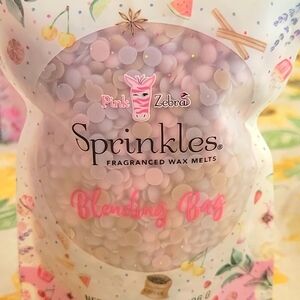 Pink Zebra
Sprinkles®
FRAGRANCED WAX MELTS
Blending Bag